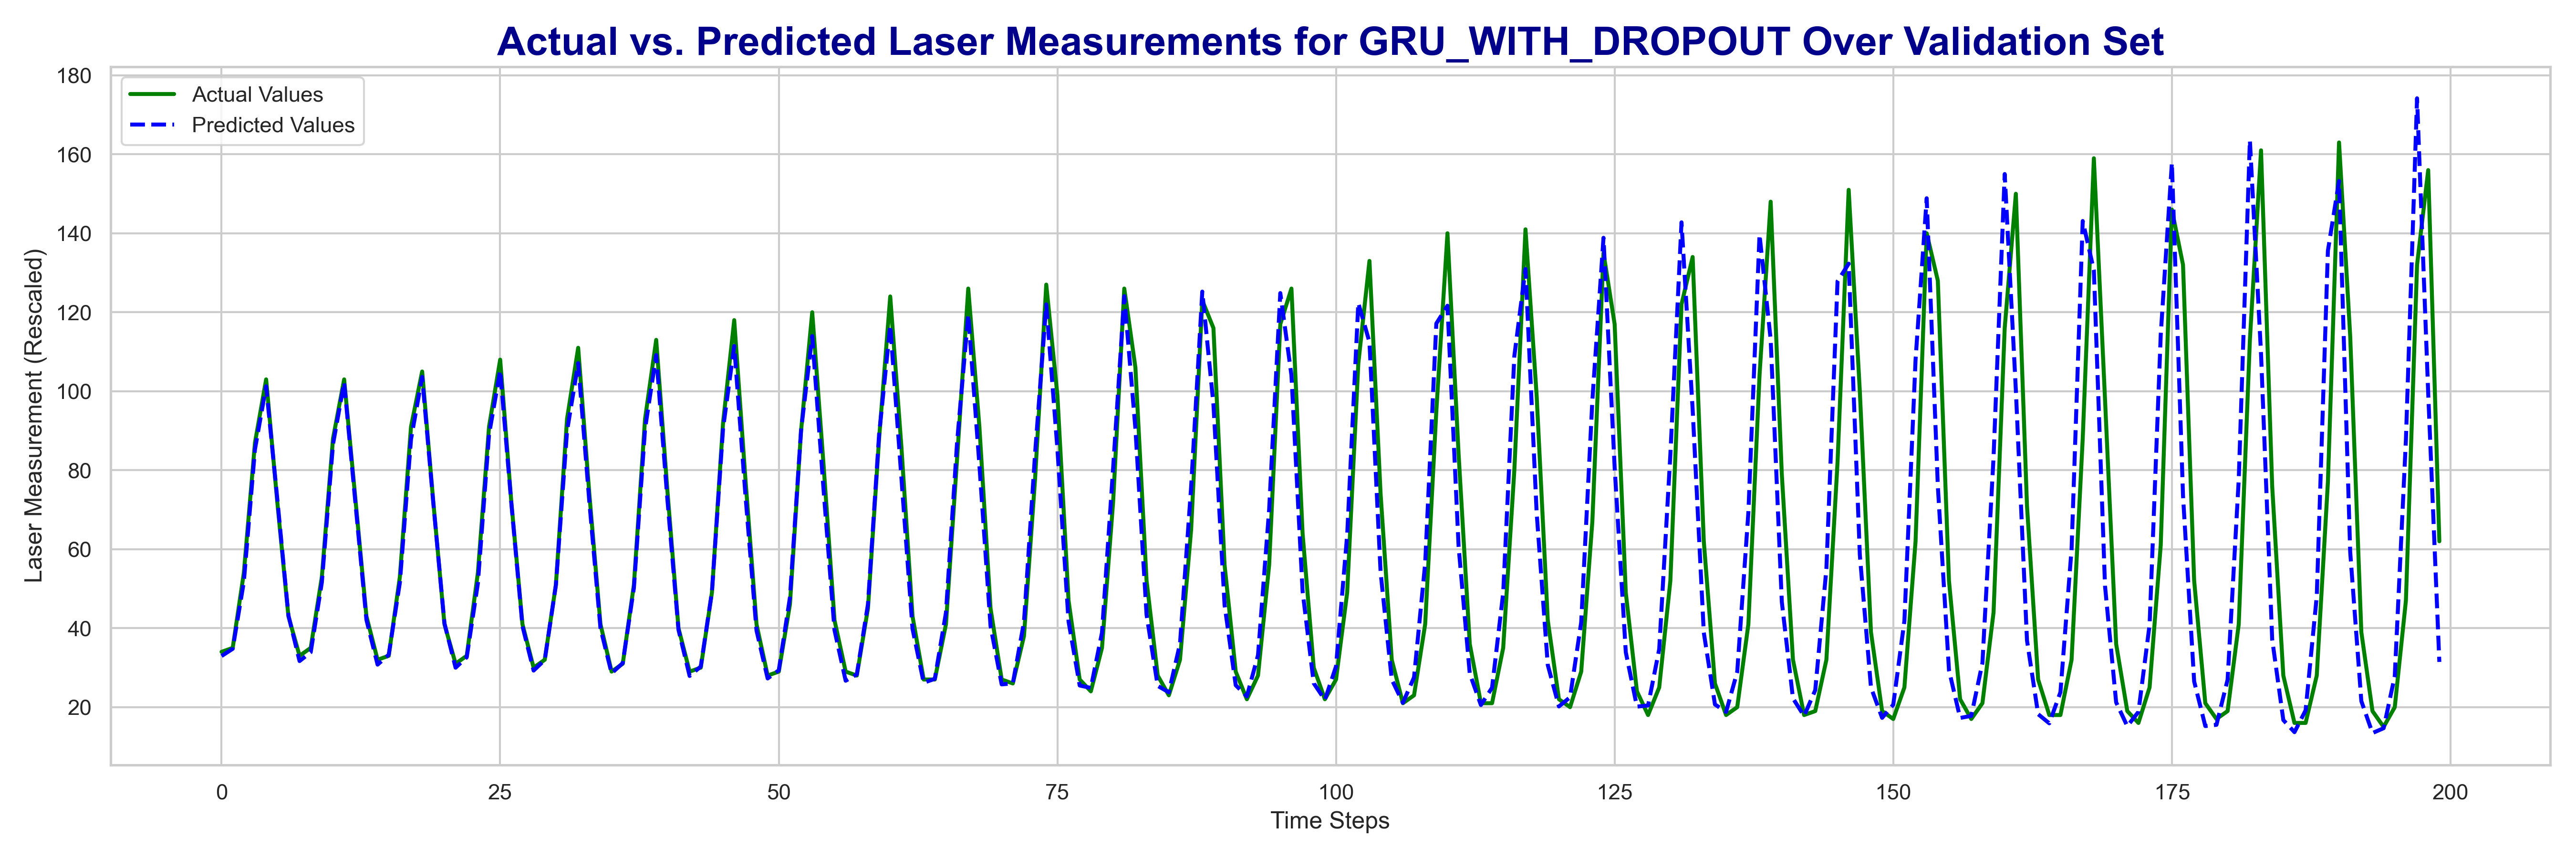 Actual vs. Predicted Laser Measurements for GRU_WITH_DROPOUT Over Validation Set
Actual Values
Predicted Values
Laser Measurement (Rescaled)
180
160
140
120
100
80
60
40
20
0 25 50 75 100 125 150 175 200
Time Steps